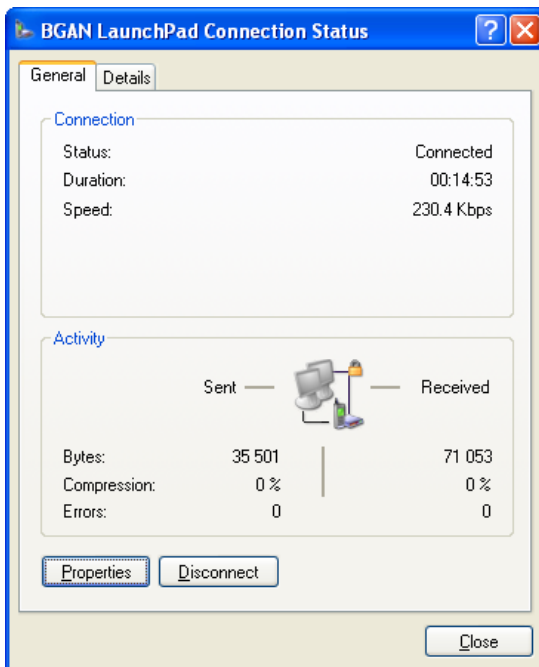 BGAN LaunchPad Connection Status
General Details
Connection
Status: Connected
Duration: 00:14:53
Speed: 230.4 Kbps
Activity
Sent Received
Bytes: 35 501 71 053
Compression: 0 % 0 %
Errors: 0 0
Properties Disconnect
Close